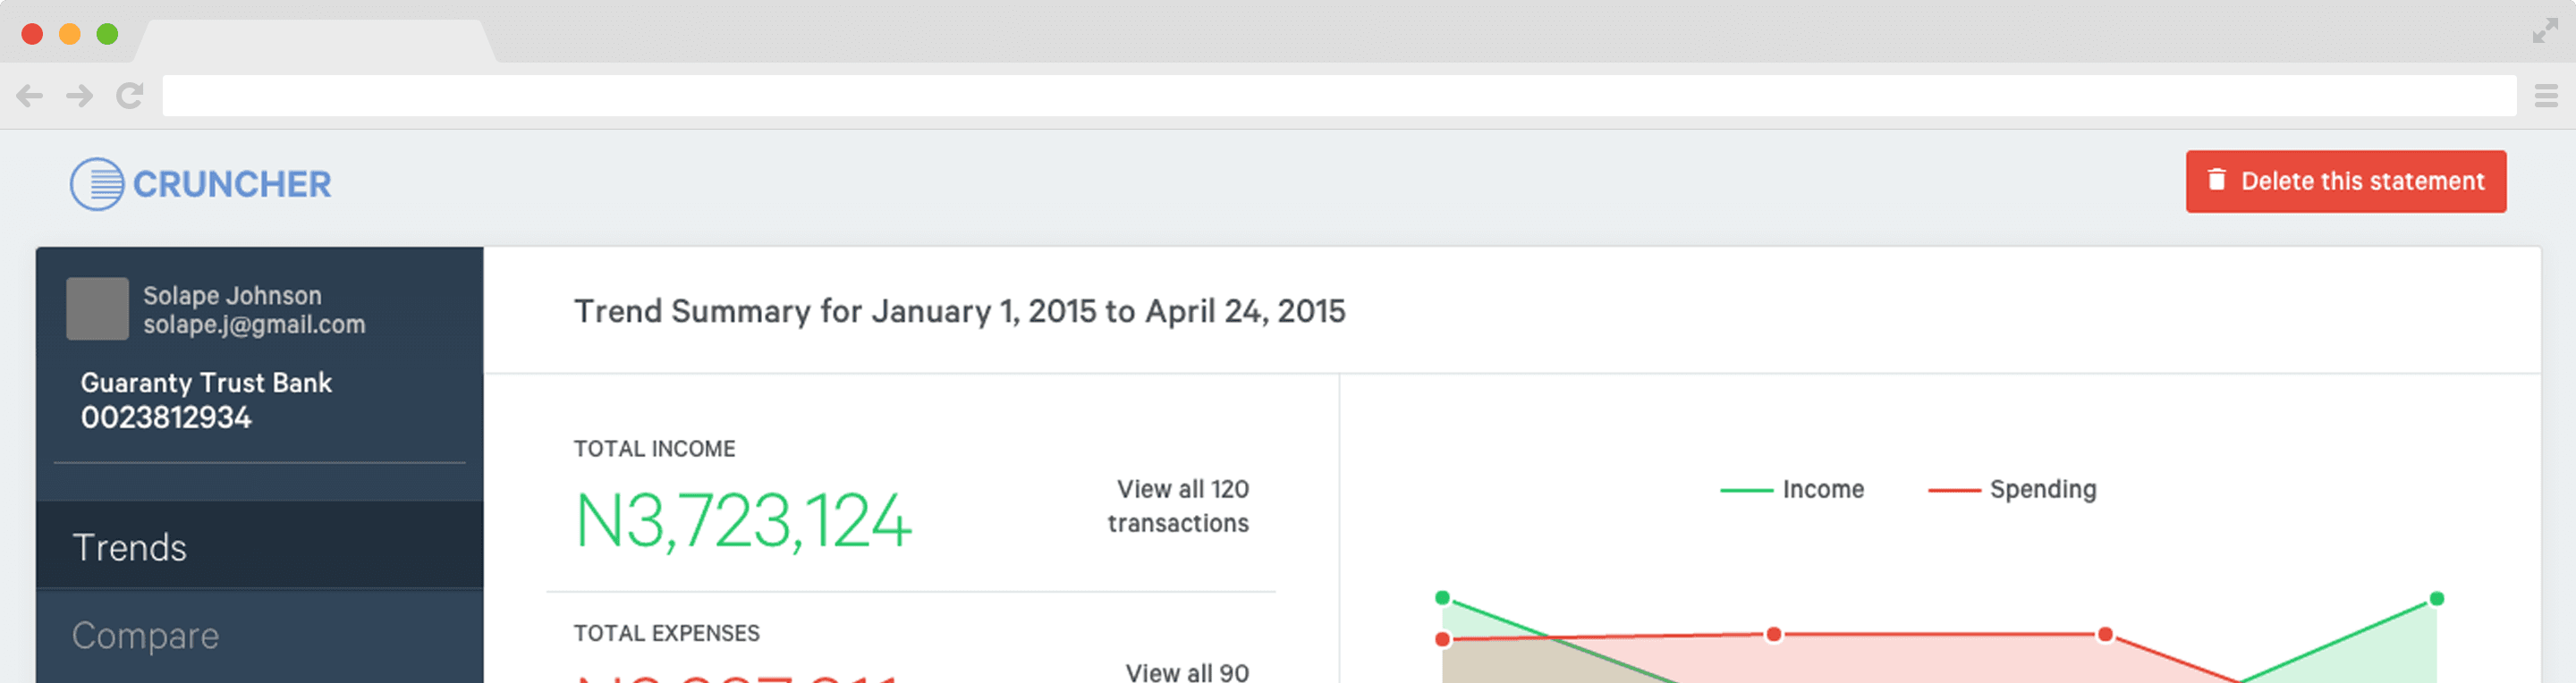 CRUNCHER
Delete this statement
Solape Johnson
solape.j@gmail.com
Guaranty Trust Bank
0023812934
Trends
Compare
Trend Summary for January 1, 2015 to April 24, 2015
TOTAL INCOME
N3,723,124
View all 120
transactions
TOTAL EXPENSES
View all 90
Income
Spending